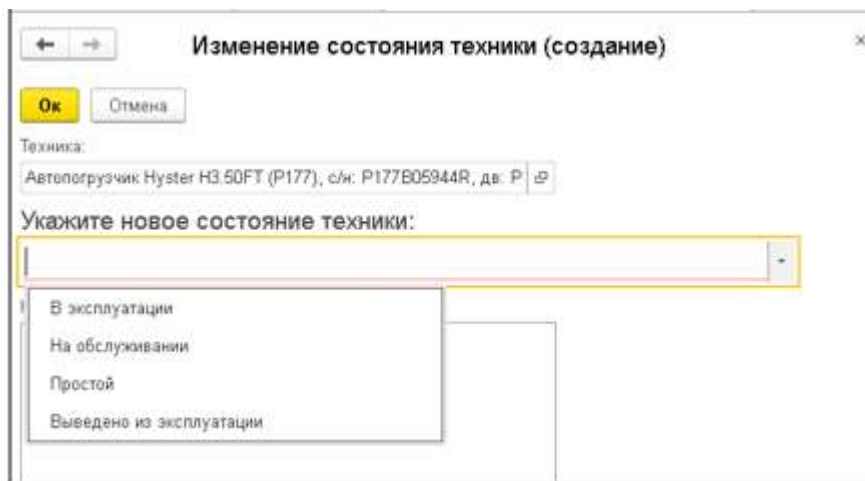 Изменение состояния техники (создание)
Ок Отмена
Техника:
Автопогрузчик Hyster H3.50FT (P177), с/н: P177B05944R, дв: P
Укажите новое состояние техники:
В эксплуатации
На обслуживании
Простой
Выведено из эксплуатации